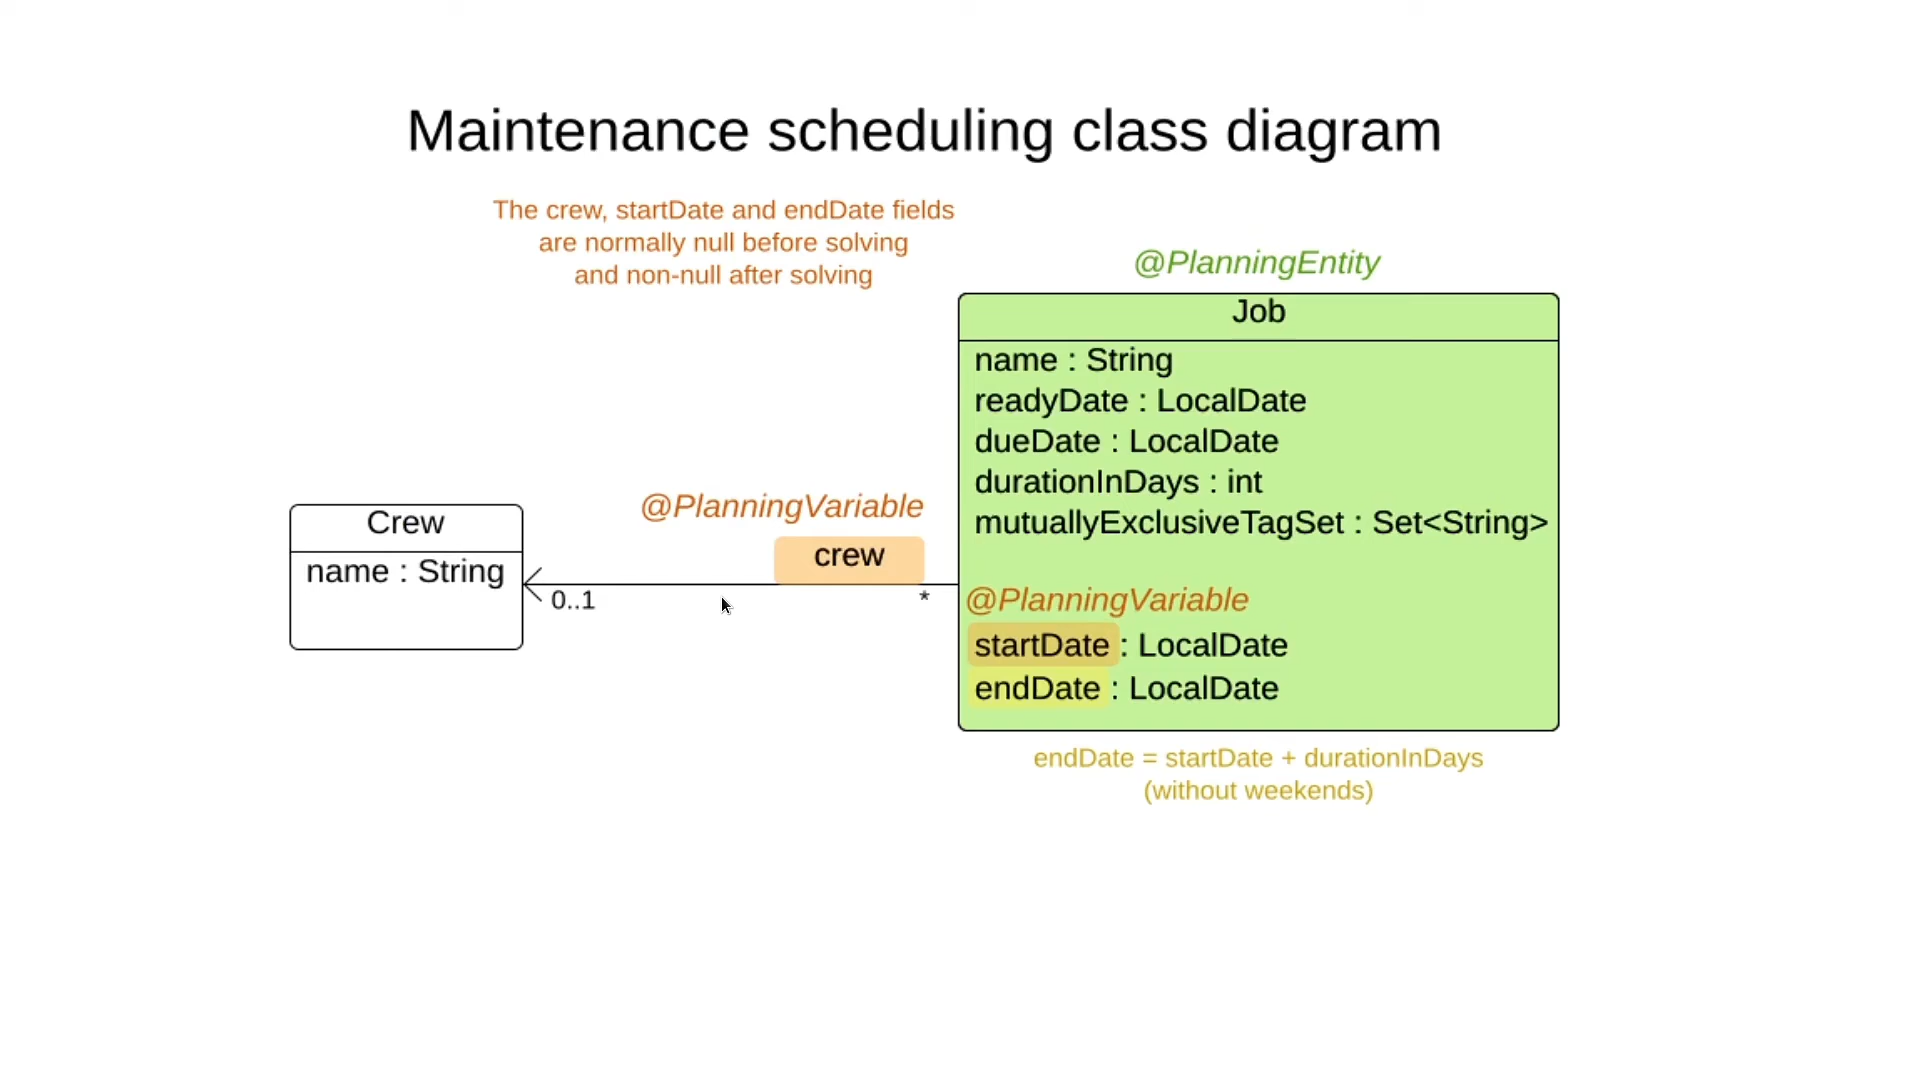 Maintenance scheduling class diagram
The crew, startDate and endDate fields
are normally null before solving
and non-null after solving
@PlanningEntity
Job
name : String
readyDate : LocalDate
dueDate : LocalDate
durationInDays : int
mutuallyExclusiveTagSet : Set<String>
@PlanningVariable
startDate : LocalDate
endDate : LocalDate
@PlanningVariable
crew
Crew
name : String
0..1
*
endDate = startDate + durationInDays
(without weekends)